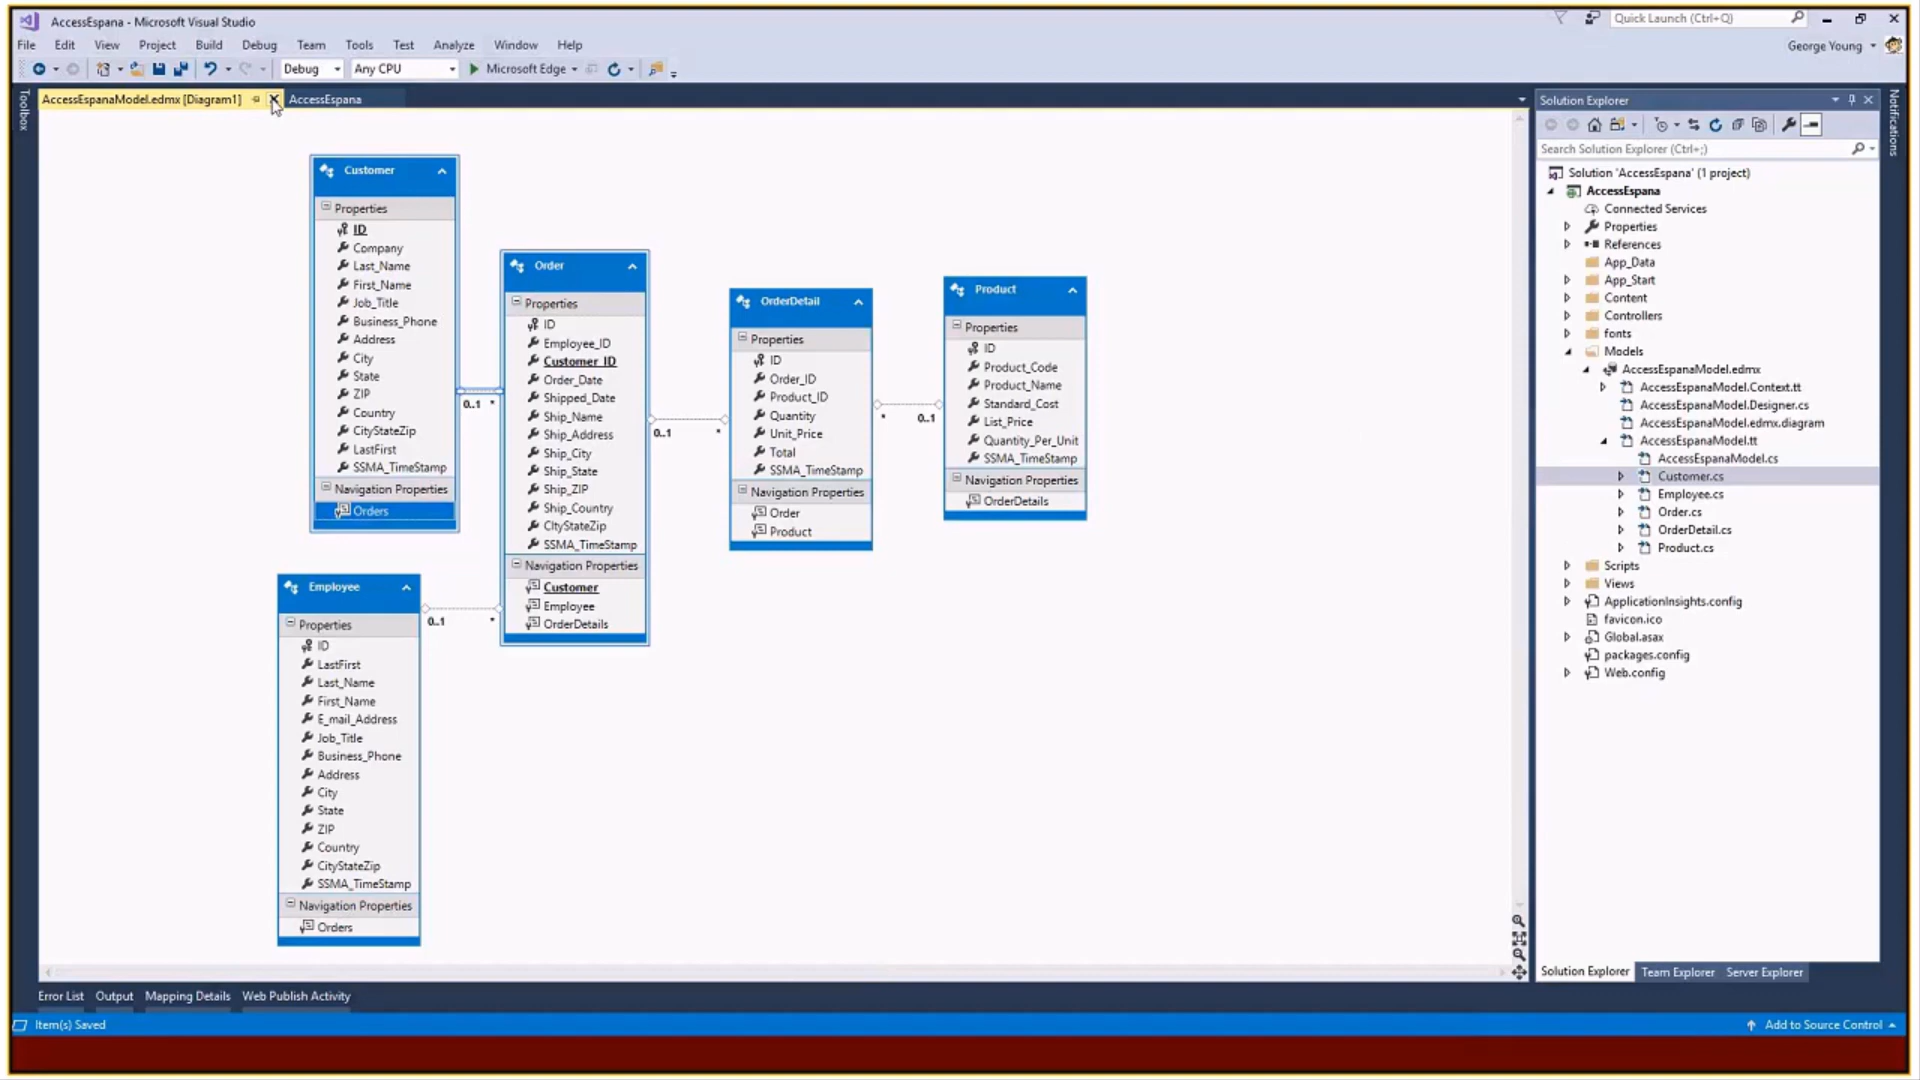 AccessEspana - Microsoft Visual Studio
Quick Launch (Ctrl+Q)
File Edit View Project Build Debug Team Tools Test Analyze Window Help
George Young
Debug Any CPU Microsoft Edge
Toolbox
AccessEspanaModel.edmx [Diagram1]
AccessEspana
Customer
Properties
ID
Company
Last_Name
First_Name
Job_Title
Business_Phone
Address
City
State
ZIP
Country
CityStateZip
LastFirst
SSMA_TimeStamp
Navigation Properties
Orders
0..1 *
Order
Properties
ID
Employee_ID
Customer_ID
Order_Date
Shipped_Date
Ship_Name
Ship_Address
Ship_City
Ship_State
Ship_ZIP
Ship_Country
CItyStateZip
SSMA_TimeStamp
Navigation Properties
Customer
Employee
OrderDetails
0..1 *
OrderDetail
Properties
ID
Order_ID
Product_ID
Quantity
Unit_Price
Total
SSMA_TimeStamp
Navigation Properties
Order
Product
* 0..1
Product
Properties
ID
Product_Code
Product_Name
Standard_Cost
List_Price
Quantity_Per_Unit
SSMA_TimeStamp
Navigation Properties
OrderDetails
Employee
Properties
ID
LastFirst
Last_Name
First_Name
E_mail_Address
Job_Title
Business_Phone
Address
City
State
ZIP
Country
CityStateZip
SSMA_TimeStamp
Navigation Properties
Orders
0..1 *
Solution Explorer
Search Solution Explorer (Ctrl+;)
Solution 'AccessEspana' (1 project)
AccessEspana
Connected Services
Properties
References
App_Data
App_Start
Content
Controllers
fonts
Models
AccessEspanaModel.edmx
AccessEspanaModel.Context.tt
AccessEspanaModel.Designer.cs
AccessEspanaModel.edmx.diagram
AccessEspanaModel.tt
AccessEspanaModel.cs
Customer.cs
Employee.cs
Order.cs
OrderDetail.cs
Product.cs
Scripts
Views
ApplicationInsights.config
favicon.ico
Global.asax
packages.config
Web.config
Notifications
Solution Explorer Team Explorer Server Explorer
Error List Output Mapping Details Web Publish Activity
Item(s) Saved
Add to Source Control